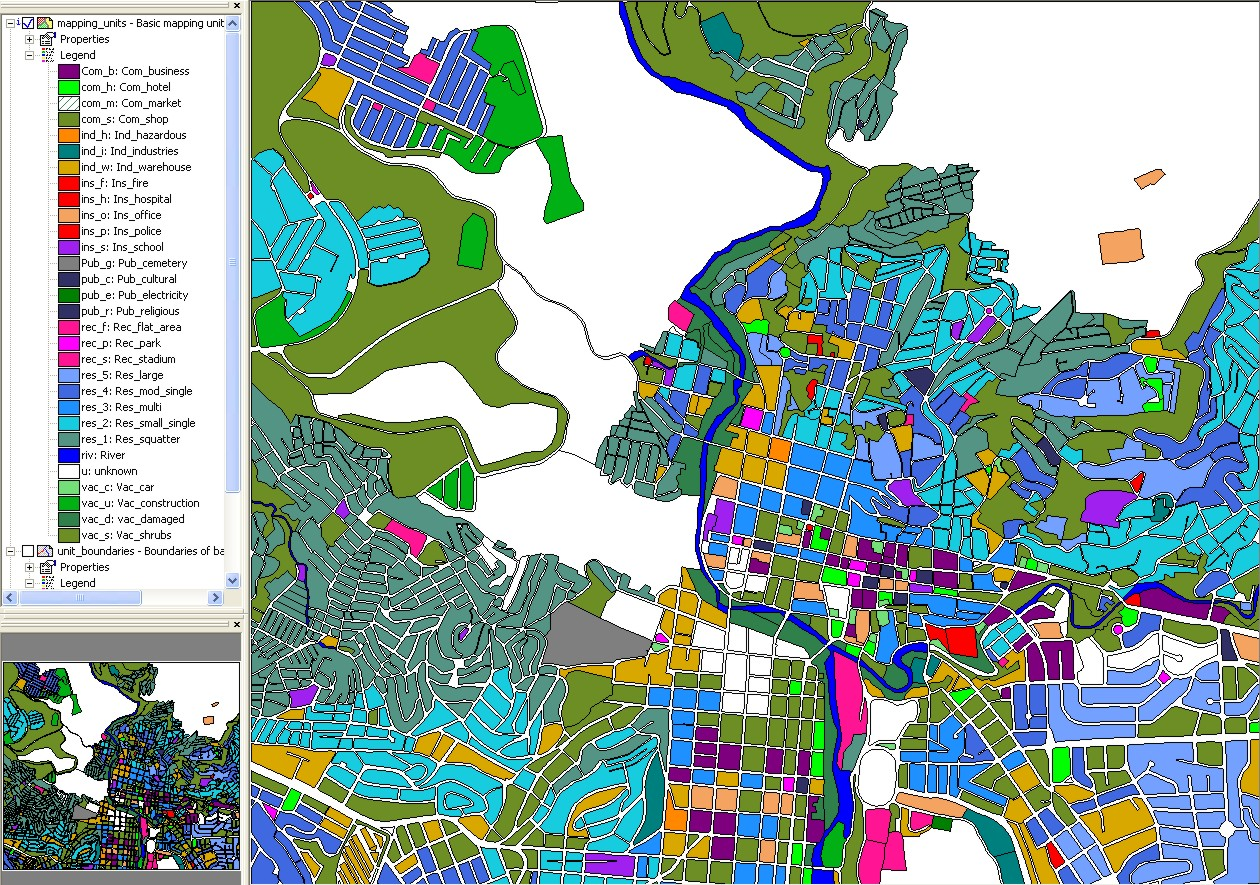 mapping_units - Basic mapping unit
Properties
Legend
Com_b: Com_business
com_h: Com_hotel
com_m: Com_market
com_s: Com_shop
ind_h: Ind_hazardous
ind_i: Ind_industries
ind_w: Ind_warehouse
ins_f: Ins_fire
ins_h: Ins_hospital
ins_o: Ins_office
ins_p: Ins_police
ins_s: Ins_school
Pub_g: Pub_cemetery
pub_c: Pub_cultural
pub_e: Pub_electricity
pub_r: Pub_religious
rec_f: Rec_flat_area
rec_p: Rec_park
rec_s: Rec_stadium
res_5: Res_large
res_4: Res_mod_single
res_3: Res_multi
res_2: Res_small_single
res_1: Res_squatter
riv: River
u: unknown
vac_c: Vac_car
vac_u: Vac_construction
vac_d: vac_damaged
vac_s: Vac_shrubs
unit_boundaries - Boundaries of ba
Properties
Legend